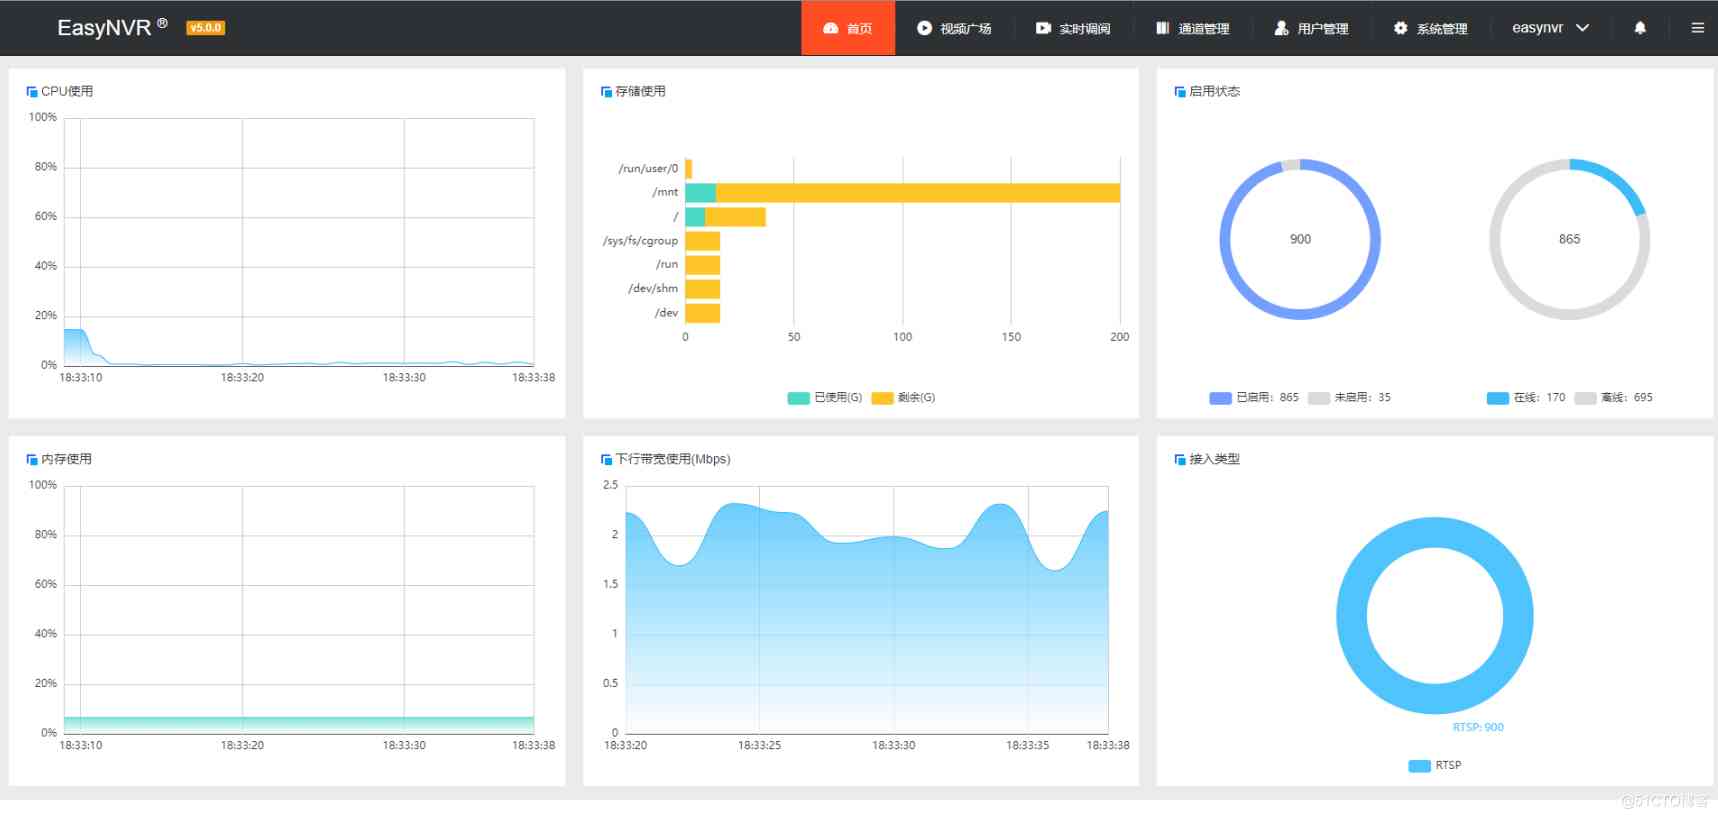 EasyNVR ® v5.0.0 首页 视频广场 实时调阅 通道管理 用户管理 系统管理 easynvr
CPU使用
100%
80%
60%
40%
20%
0%
18:33:10 18:33:20 18:33:30 18:33:38
存储使用
/run/user/0
/mnt
/
/sys/fs/cgroup
/run
/dev/shm
/dev
0 50 100 150 200
已使用(G) 剩余(G)
启用状态
900 865
已启用: 865 未启用: 35 在线: 170 离线: 695
内存使用
100%
80%
60%
40%
20%
0%
18:33:10 18:33:20 18:33:30 18:33:38
下行带宽使用(Mbps)
2.5
2
1.5
1
0.5
0
18:33:20 18:33:25 18:33:30 18:33:35 18:33:38
接入类型
RTSP: 900
RTSP
@51CTO博客